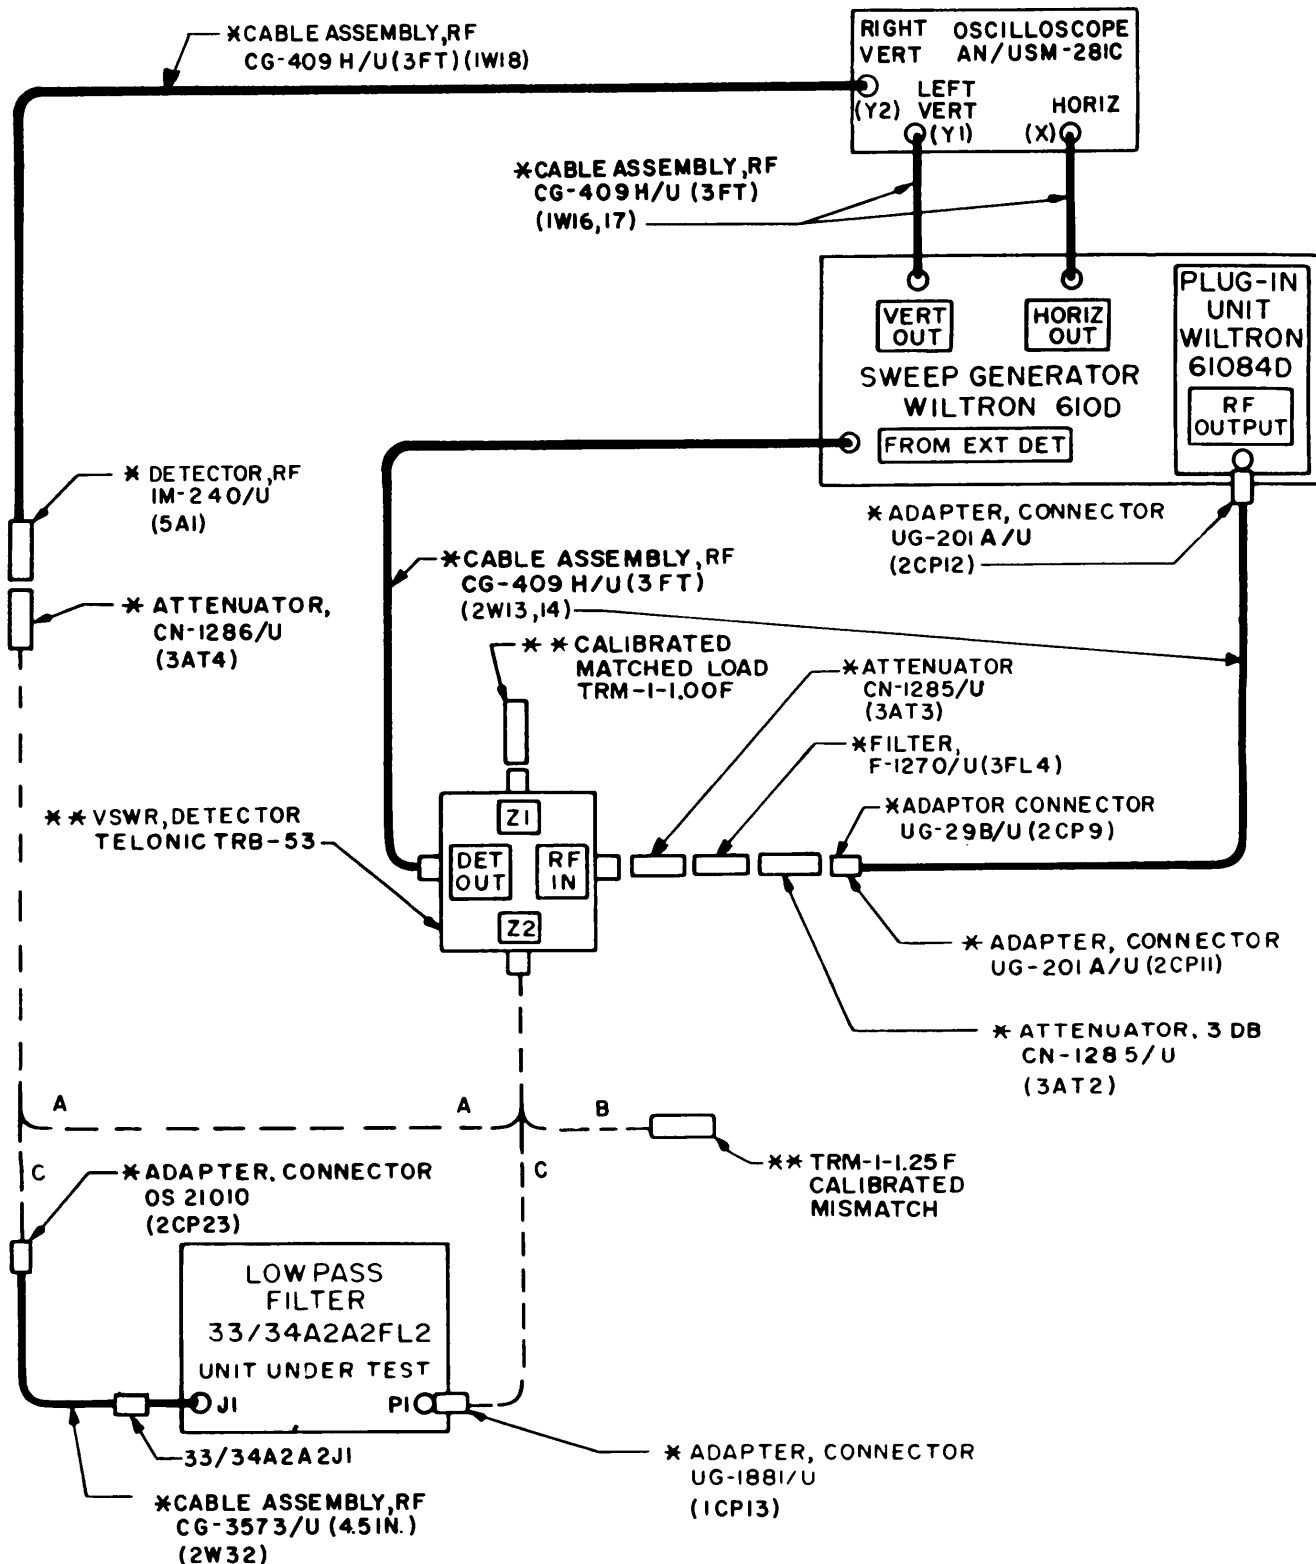 *CABLE ASSEMBLY,RF
CG-409 H/U(3FT)(1W18)
RIGHT
VERT
OSCILLOSCOPE
AN/USM-281C
(Y2)
LEFT
VERT
(Y1)
HORIZ
(X)
*CABLE ASSEMBLY,RF
CG-409H/U (3FT)
(1W16,17)
VERT
OUT
HORIZ
OUT
PLUG-IN
UNIT
WILTRON
61084D
RF
OUTPUT
SWEEP GENERATOR
WILTRON 610D
FROM EXT DET
* DETECTOR,RF
IM-240/U
(5A1)
* ADAPTER, CONNECTOR
UG-201 A/U
(2CP12)
*CABLE ASSEMBLY,RF
CG-409 H/U(3FT)
(2W13,14)
* ATTENUATOR,
CN-1286/U
(3AT4)
* * CALIBRATED
MATCHED LOAD
TRM-1-1.00F
*ATTENUATOR
CN-1285/U
(3AT3)
*FILTER,
F-1270/U(3FL4)
*ADAPTOR CONNECTOR
UG-29B/U (2CP9)
* * VSWR,DETECTOR
TELONIC TRB-53
Z1
DET
OUT
RF
IN
Z2
* ADAPTER, CONNECTOR
UG-201 A/U (2CP11)
* ATTENUATOR, 3 DB
CN-1285/U
(3AT2)
A
A
B
C
C
*ADAPTER, CONNECTOR
OS 21010
(2CP23)
** TRM-1-1.25F
CALIBRATED
MISMATCH
LOW PASS
FILTER
33/34A2A2FL2
UNIT UNDER TEST
J1
P1
33/34A2A2J1
*CABLE ASSEMBLY,RF
CG-3573/U (4.5IN.)
(2W32)
* ADAPTER, CONNECTOR
UG-1881/U
(1CP13)